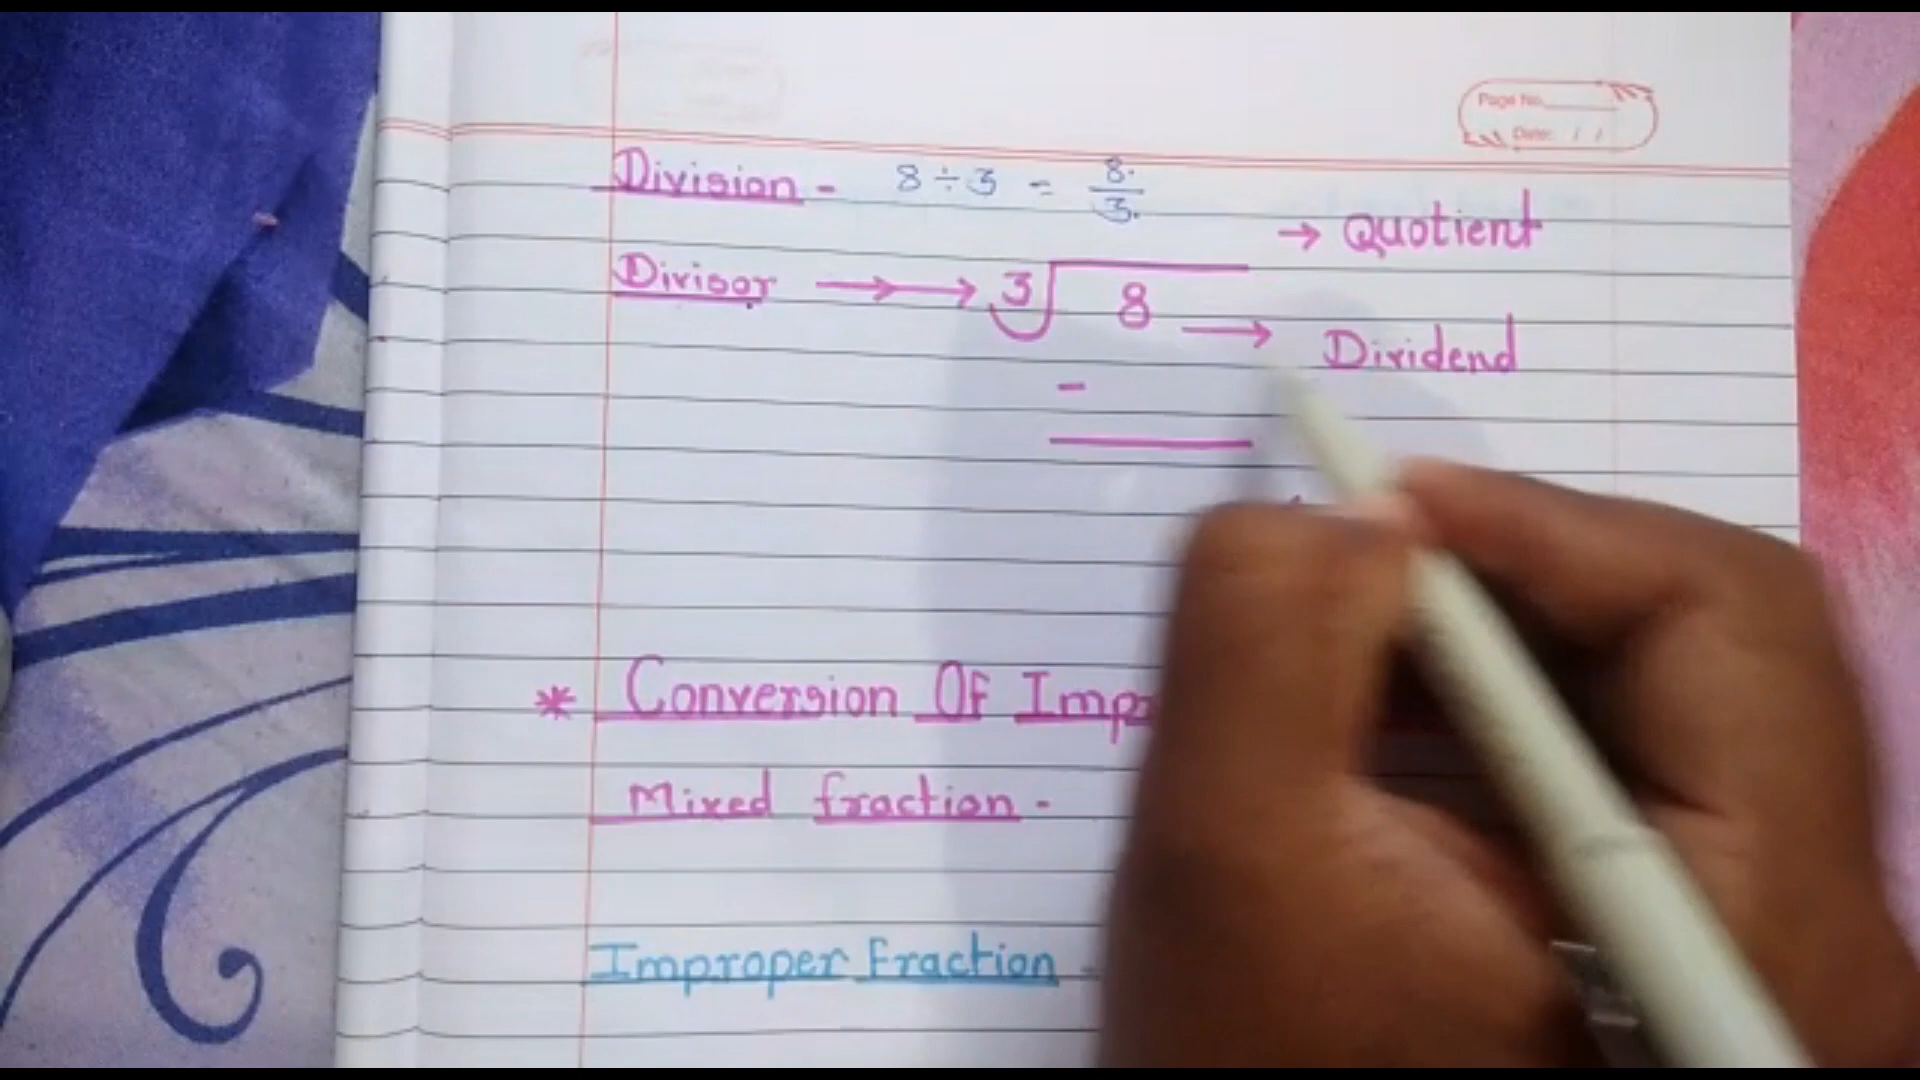 Page No.
Date: / /
Division - 8 ÷ 3 = 8/3
→ Quotient
Divisor →→ 3 8 → Dividend
-
* Conversion Of Impr
Mixed fraction -
Improper Fraction -